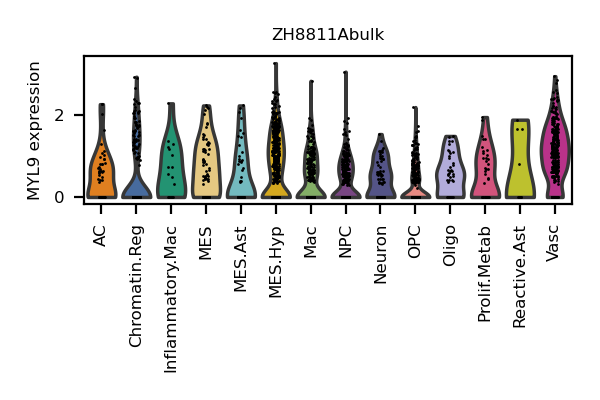 ZH8811Abulk
MYL9 expression
2
0
AC
Chromatin.Reg
Inflammatory.Mac
MES
MES.Ast
MES.Hyp
Mac
NPC
Neuron
OPC
Oligo
Prolif.Metab
Reactive.Ast
Vasc